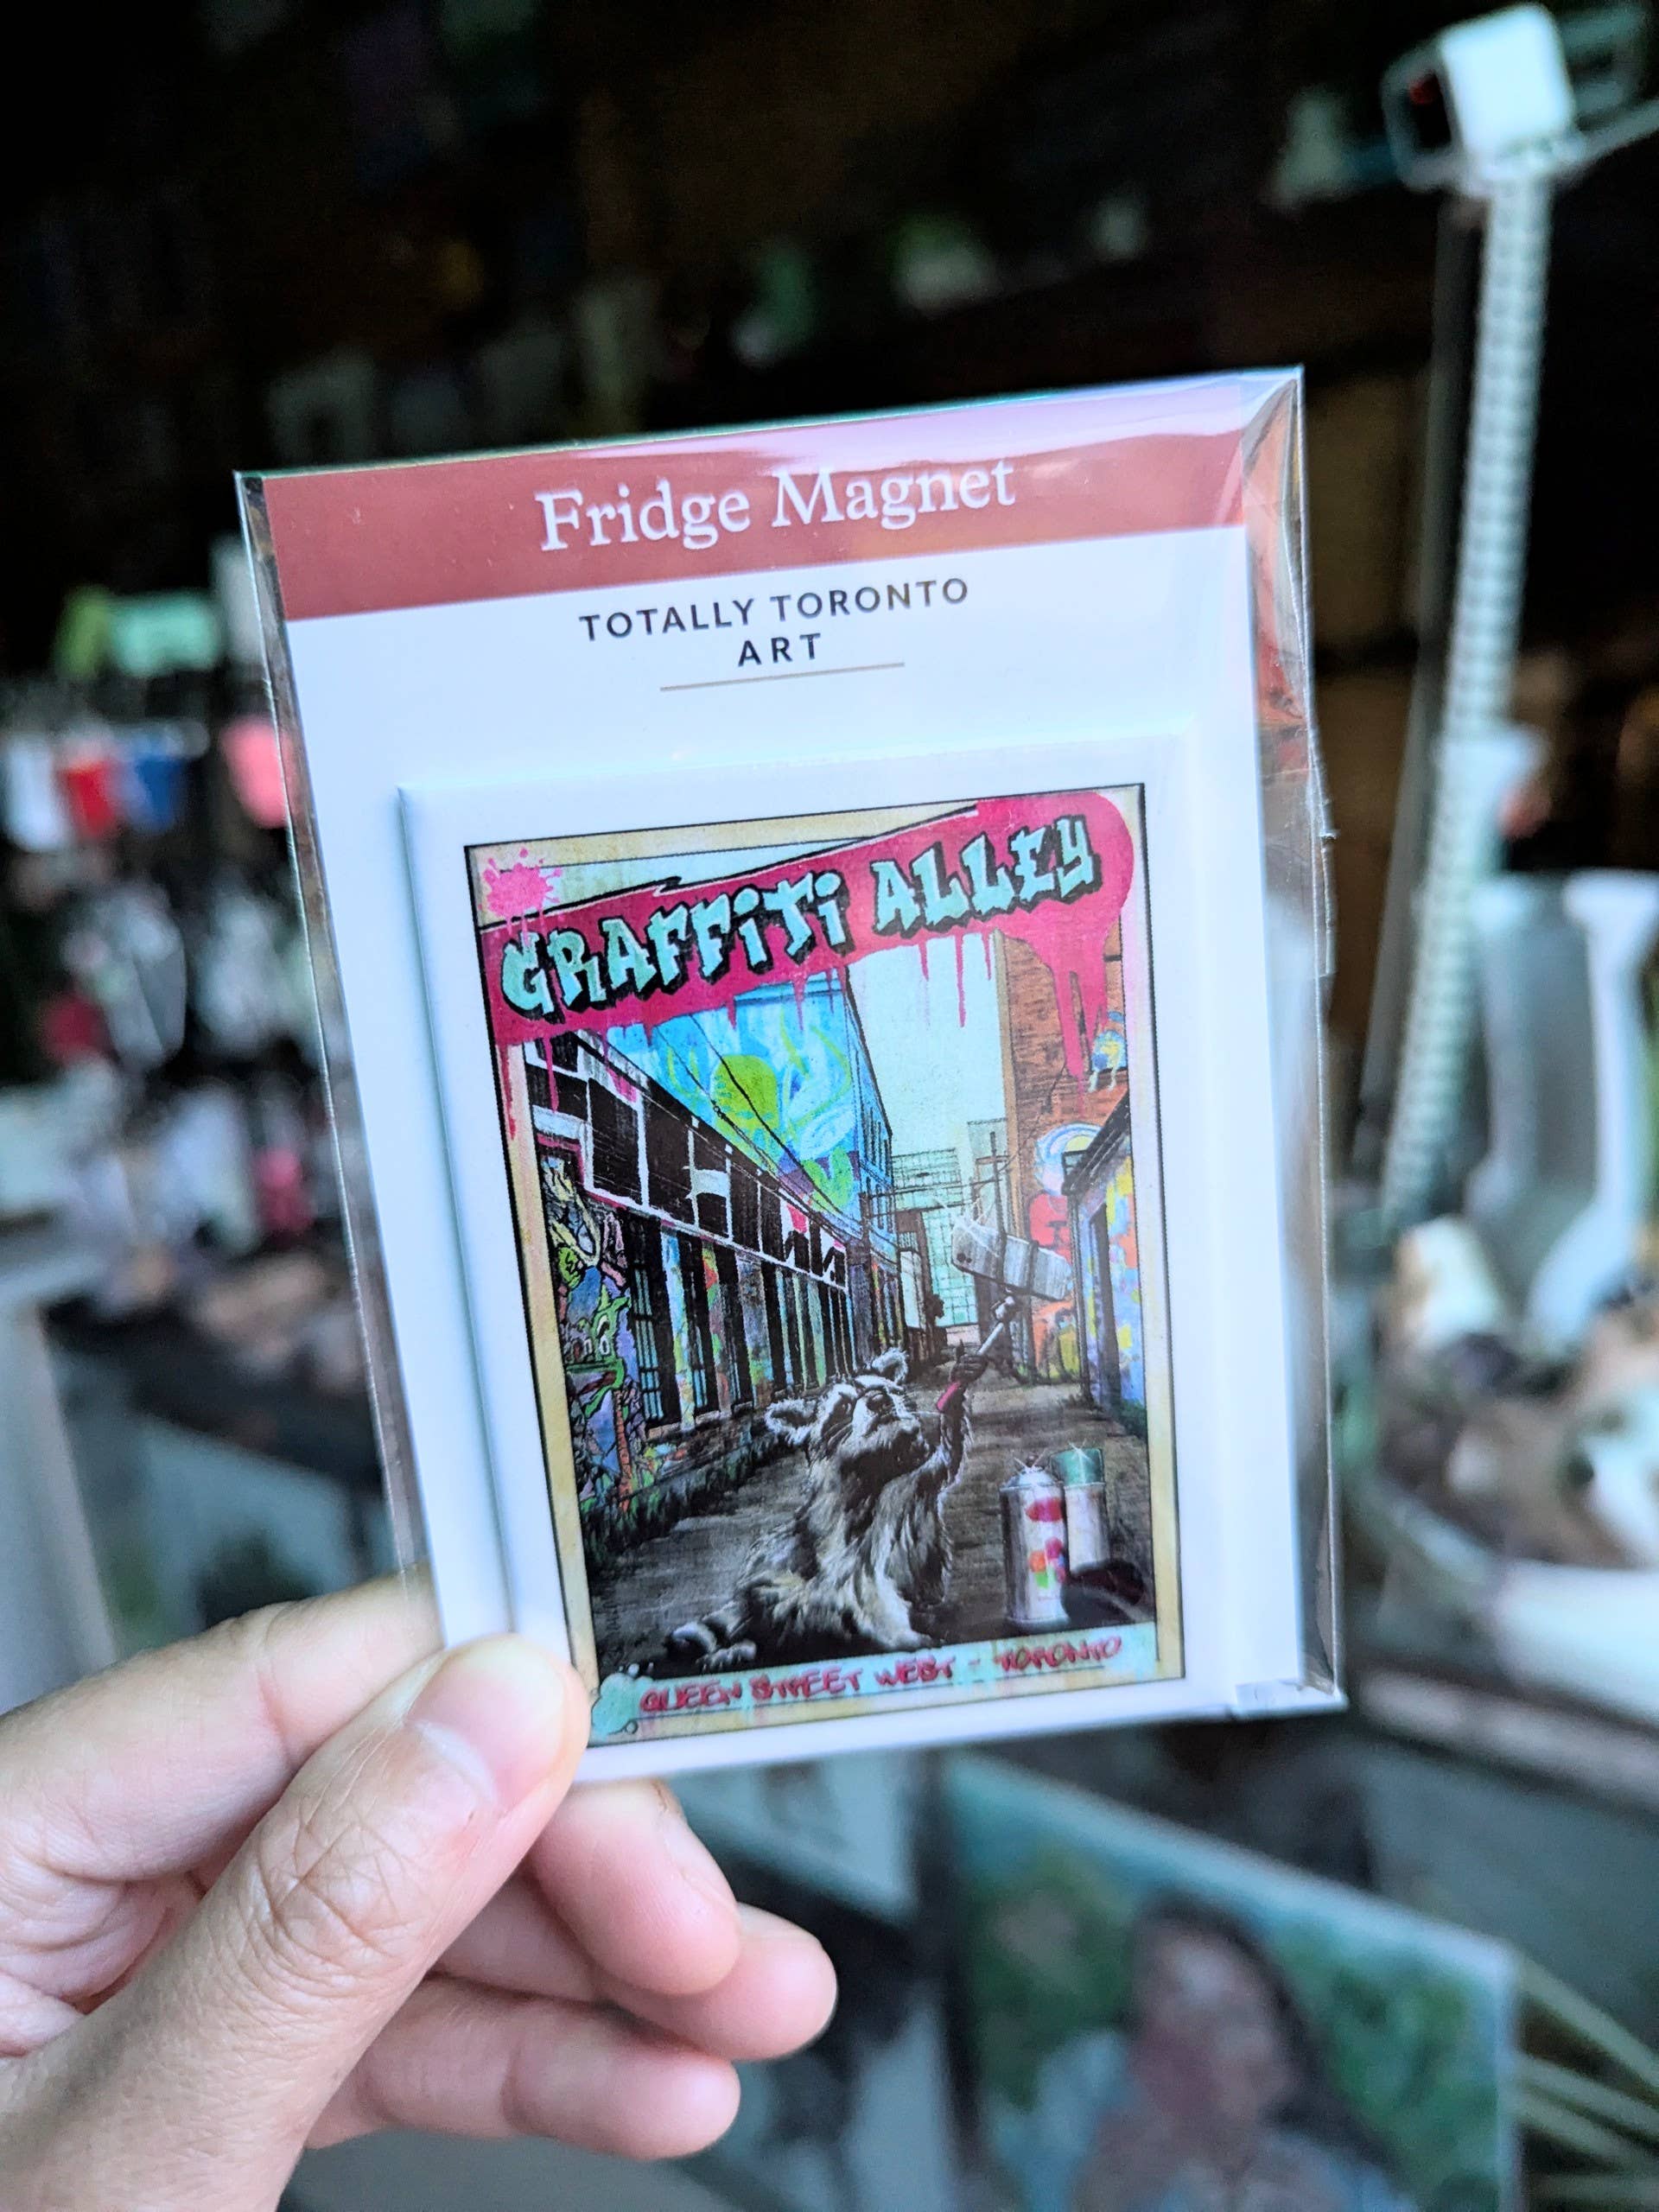 Fridge Magnet
TOTALLY TORONTO
ART
GRAFFiTi ALLEY
QUEEN STREET WEST - TORONTO